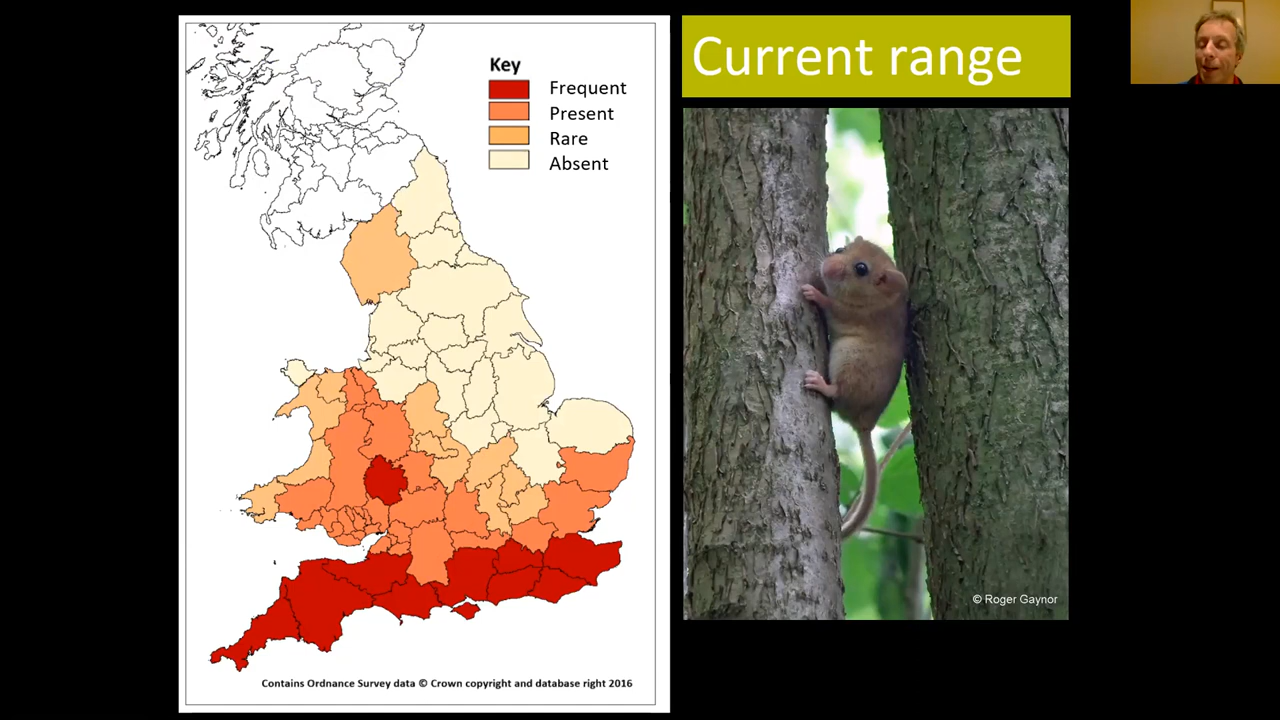 Key
Frequent
Present
Rare
Absent
Contains Ordnance Survey data © Crown copyright and database right 2016
Current range
© Roger Gaynor